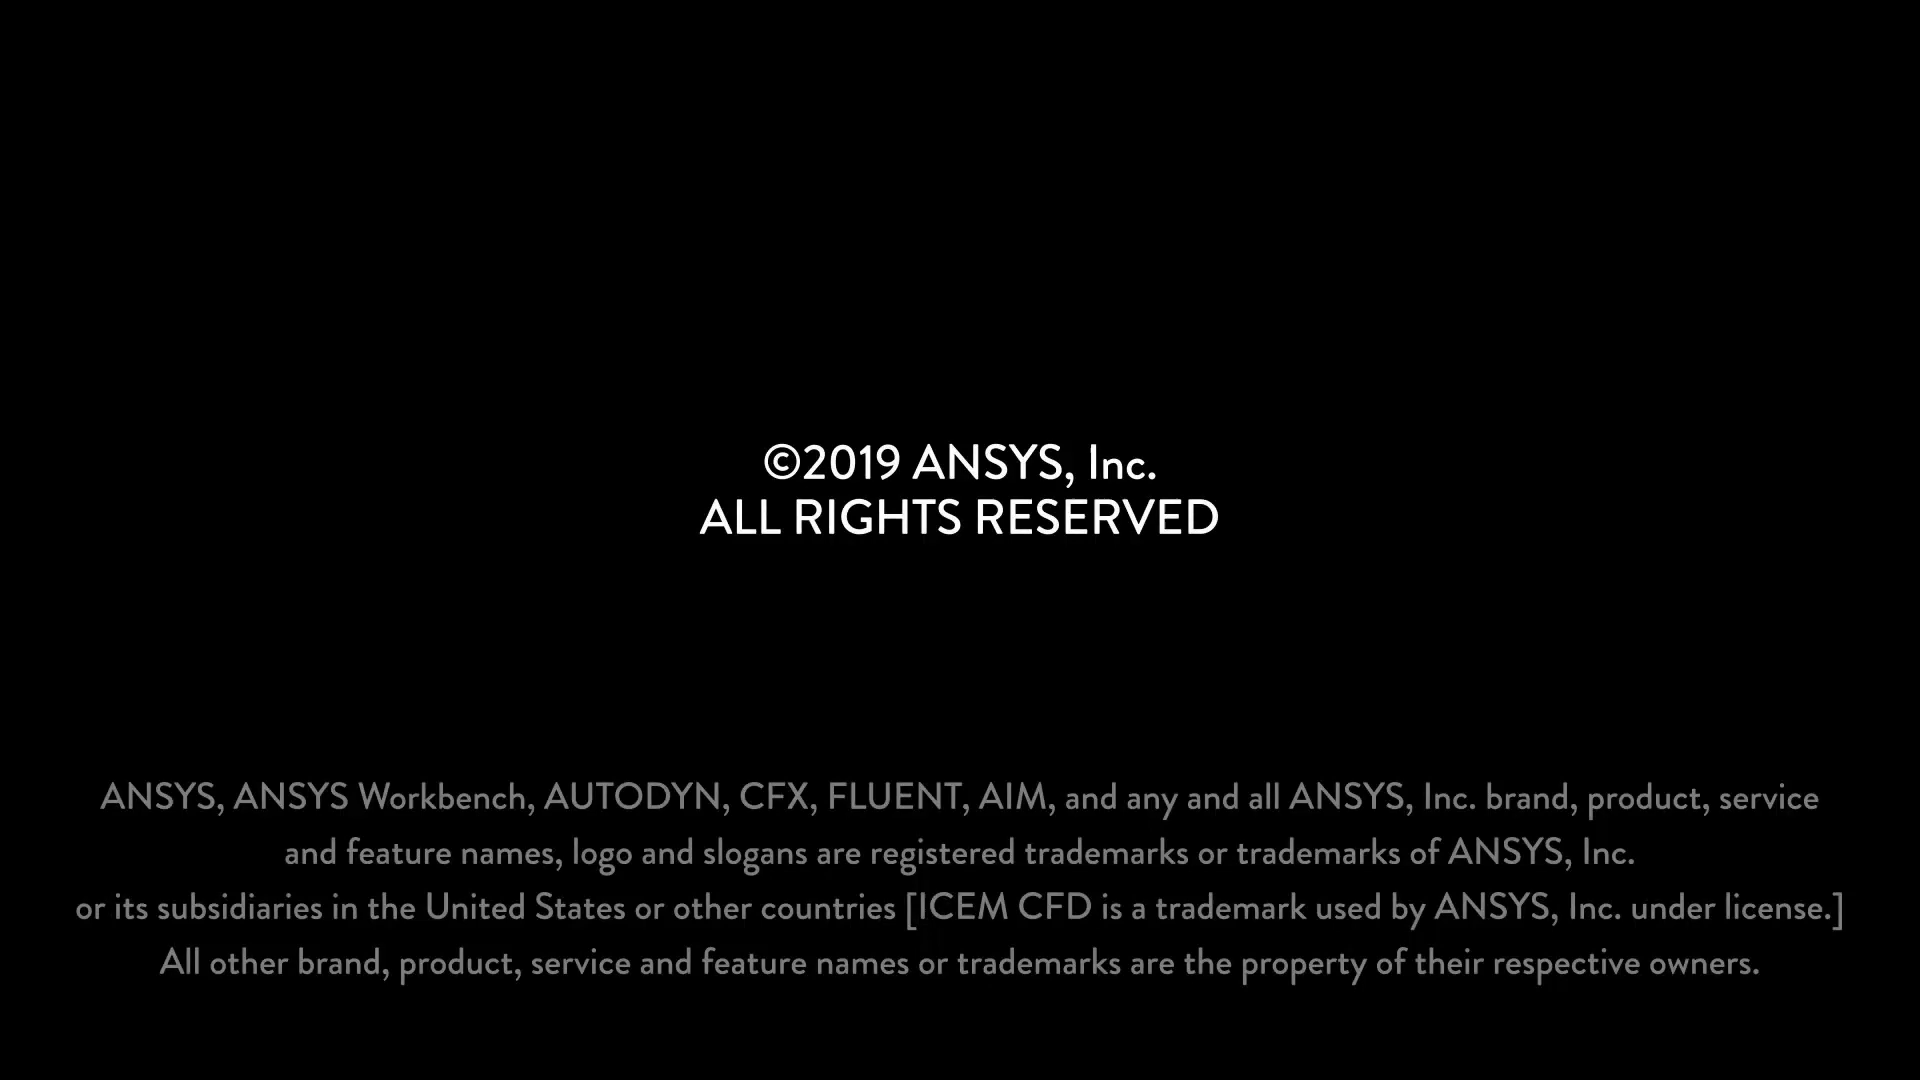 ©2019 ANSYS, Inc.
ALL RIGHTS RESERVED
ANSYS, ANSYS Workbench, AUTODYN, CFX, FLUENT, AIM, and any and all ANSYS, Inc. brand, product, service
and feature names, logo and slogans are registered trademarks or trademarks of ANSYS, Inc.
or its subsidiaries in the United States or other countries [ICEM CFD is a trademark used by ANSYS, Inc. under license.]
All other brand, product, service and feature names or trademarks are the property of their respective owners.